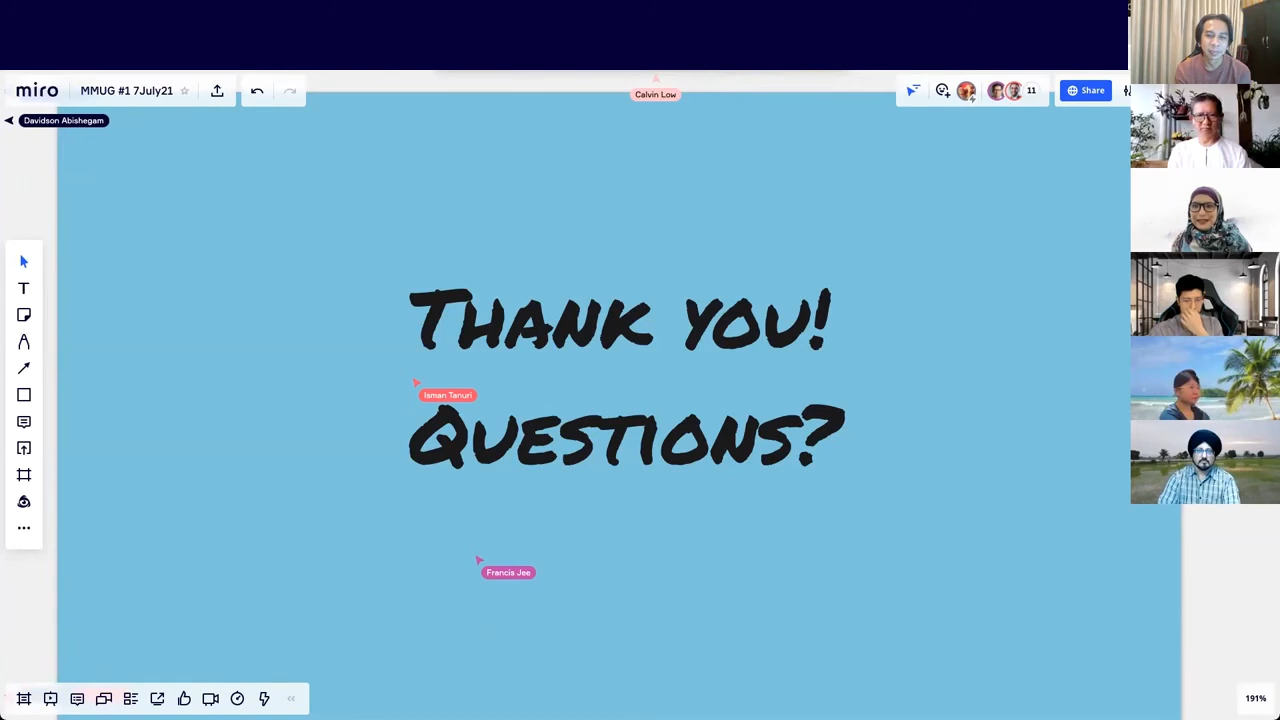 miro
MMUG #1 7July21
Calvin Low
11
Share
Davidson Abishegam
THANK YOU!
Isman Tanuri
QUESTIONS?
Francis Jee
191%